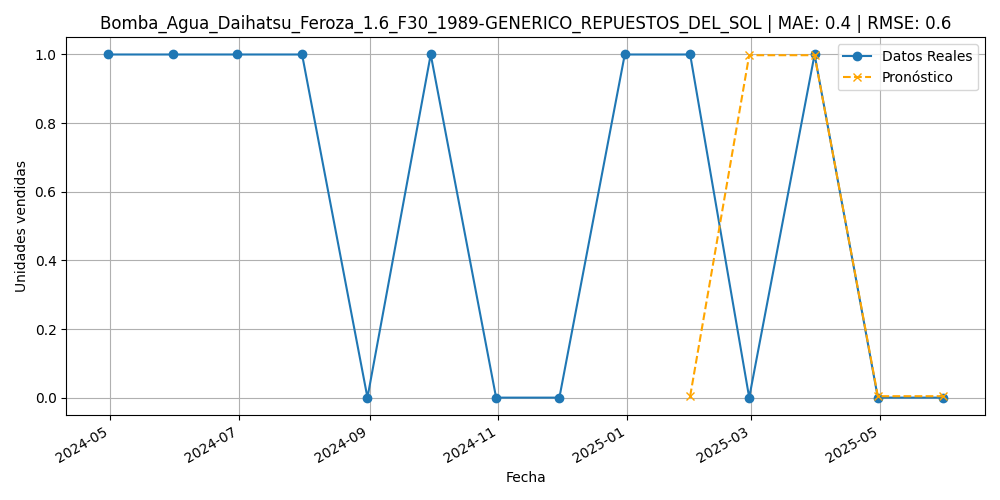 Bomba_Agua_Daihatsu_Feroza_1.6_F30_1989-GENERICO_REPUESTOS_DEL_SOL | MAE: 0.4 | RMSE: 0.6
Datos Reales
Pronóstico
Unidades vendidas
1.0
0.8
0.6
0.4
0.2
0.0
2024-05
2024-07
2024-09
2024-11
2025-01
2025-03
2025-05
Fecha